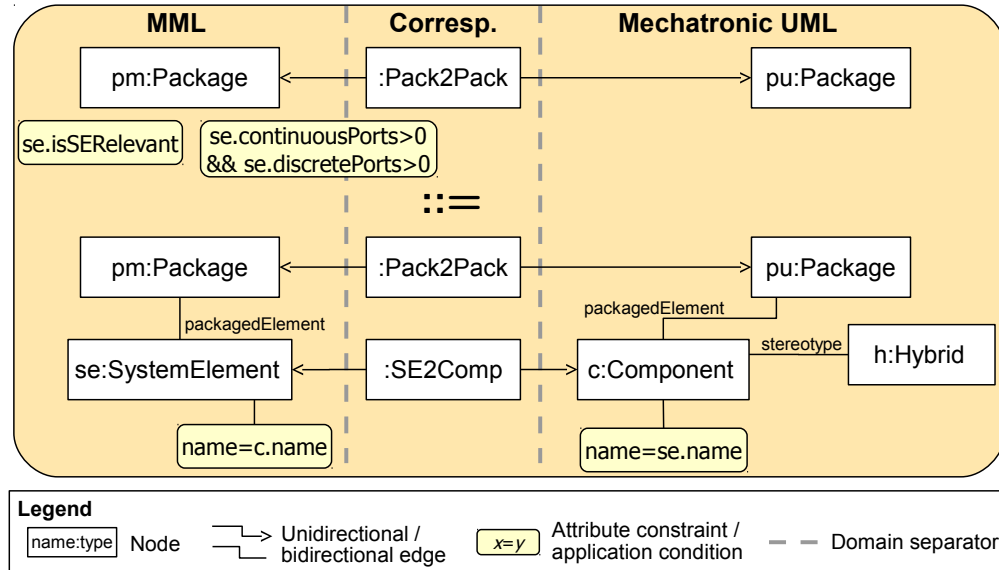 MML
Corresp.
Mechatronic UML
pm:Package
:Pack2Pack
pu:Package
se.isSERelevant
se.continuousPorts>0
&& se.discretePorts>0
::=
pm:Package
:Pack2Pack
pu:Package
packagedElement
packagedElement
stereotype
se:SystemElement
:SE2Comp
c:Component
h:Hybrid
name=c.name
name=se.name
Legend
name:type
Node
Unidirectional /
bidirectional edge
x=y
Attribute constraint /
application condition
Domain separator